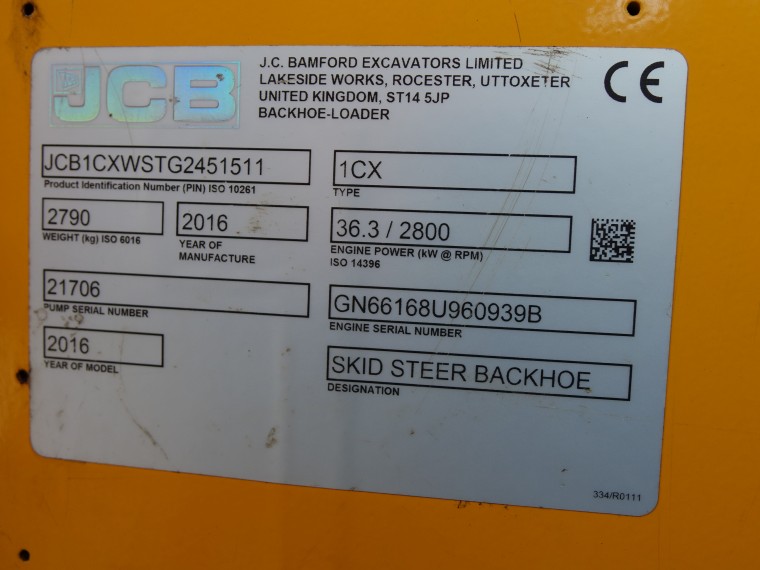 JCB
J.C. BAMFORD EXCAVATORS LIMITED
LAKESIDE WORKS, ROCESTER, UTTOXETER
UNITED KINGDOM, ST14 5JP
BACKHOE-LOADER
CE
JCB1CXWSTG2451511
Product Identification Number (PIN) ISO 10261
1CX
TYPE
2790
WEIGHT (kg) ISO 6016
2016
YEAR OF
MANUFACTURE
36.3 / 2800
ENGINE POWER (kW @ RPM)
ISO 14396
21706
PUMP SERIAL NUMBER
GN66168U960939B
ENGINE SERIAL NUMBER
2016
YEAR OF MODEL
SKID STEER BACKHOE
DESIGNATION
334/R0111